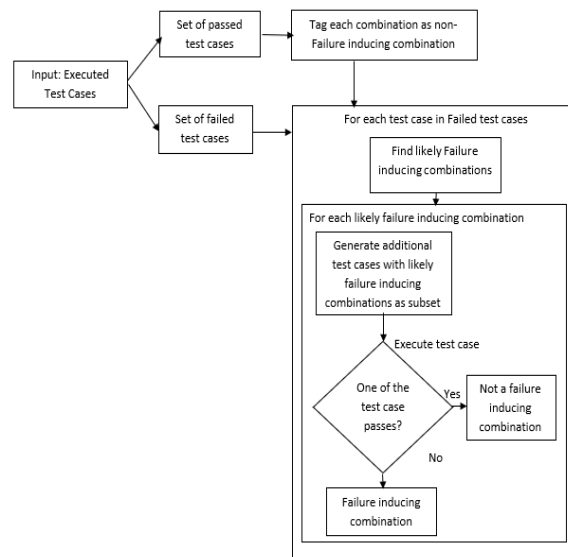 Set of passed
test cases
Tag each combination as non-
Failure inducing combination
Input: Executed
Test Cases
Set of failed
test cases
For each test case in Failed test cases
Find likely Failure
inducing combinations
For each likely failure inducing combination
Generate additional
test cases with likely
failure inducing
combinations as subset
Execute test case
One of the
test case
passes?
Yes
Not a failure
inducing
combination
No
Failure inducing
combination